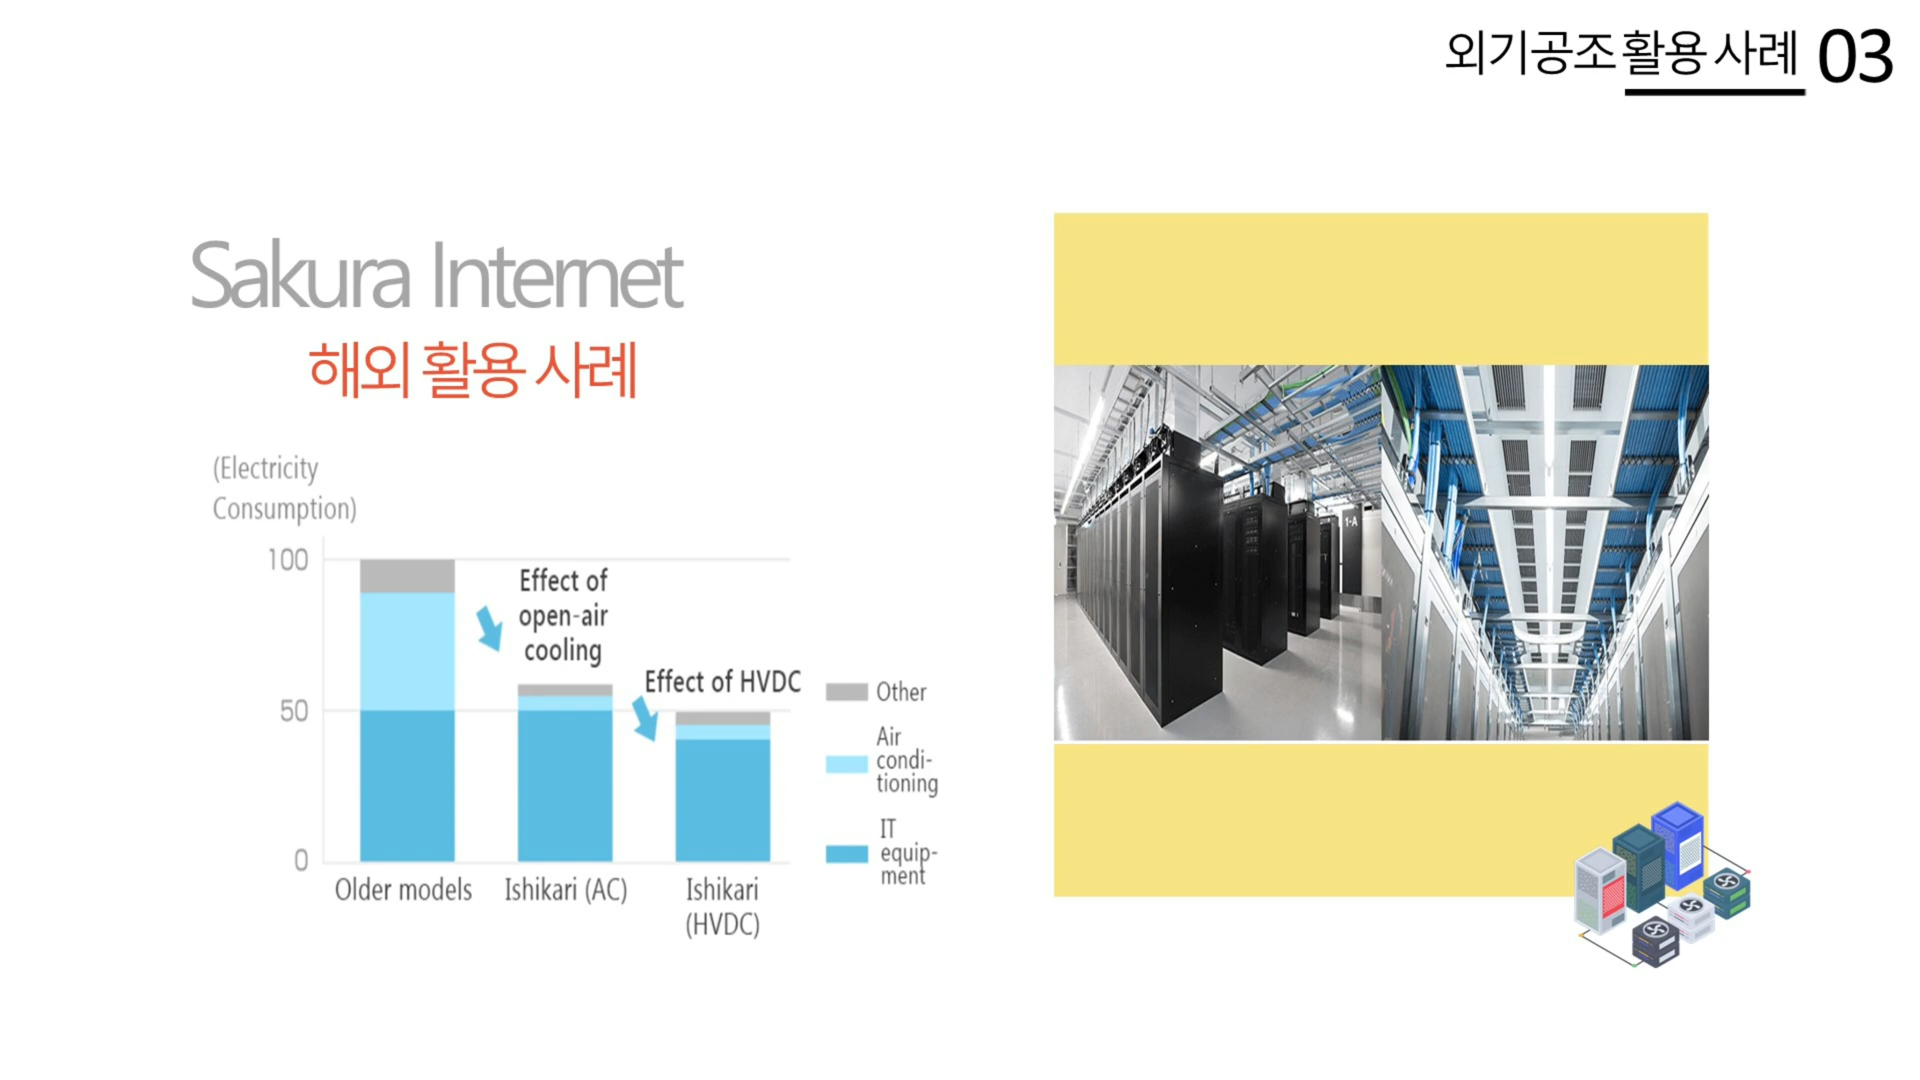 외기공조 활용 사례 03
Sakura Internet
해외 활용 사례
(Electricity
Consumption)
100
50
0
Effect of
open-air
cooling
Effect of HVDC
Older models
Ishikari (AC)
Ishikari
(HVDC)
Other
Air
condi-
tioning
IT
equip-
ment
1-A